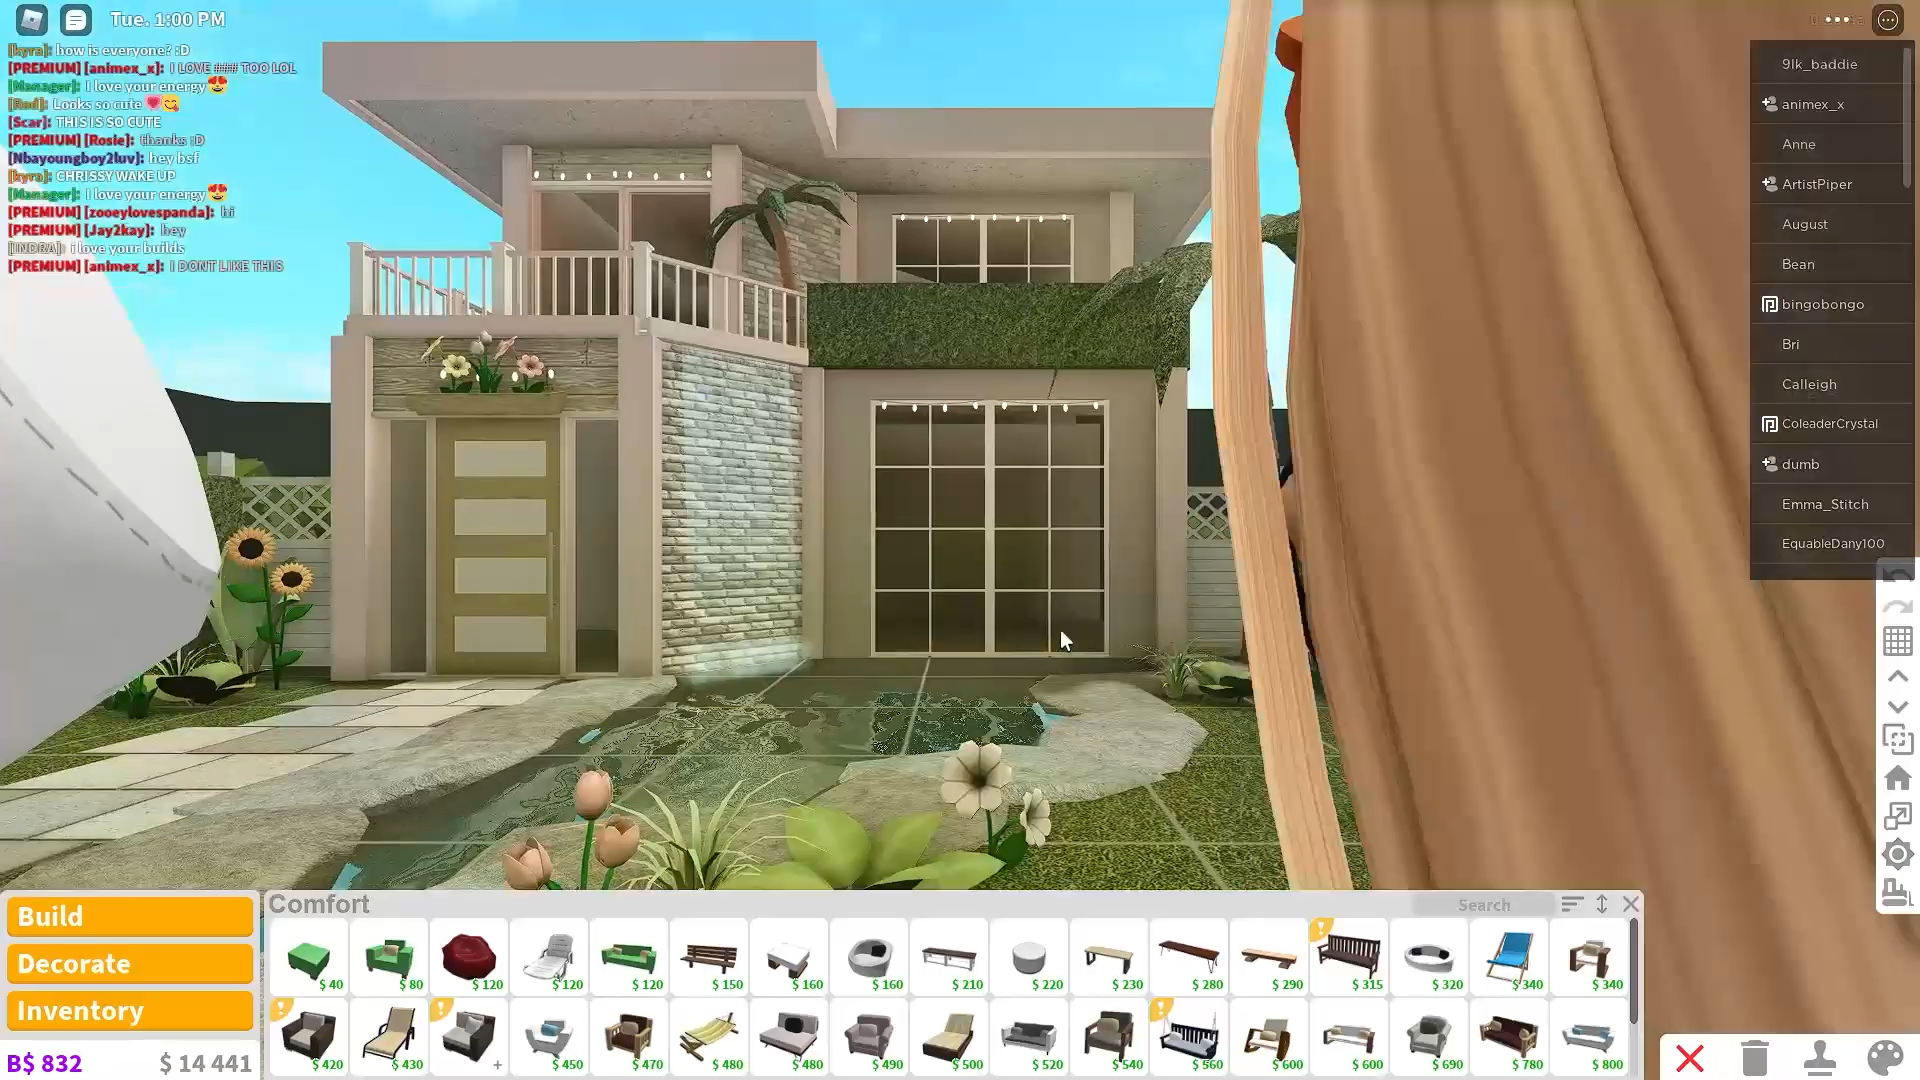 Tue. 1:00 PM
[kyra]: how is everyone? :D
[PREMIUM] [animex_x]: I LOVE ### TOO LOL
[Manager]: I love your energy😍
[Rod]: Looks so cute 💗😋
[Scar]: THIS IS SO CUTE
[PREMIUM] [Rosie]: thanks :D
[Nbayoungboy2luv]: hey bsf
[kyra]: CHRISSY WAKE UP
[Manager]: I love your energy😍
[PREMIUM] [zooeylovespanda]: hi
[PREMIUM] [Jay2kay]: hey
[INDRA]: i love your builds
[PREMIUM] [animex_x]: I DONT LIKE THIS
9lk_baddie
animex_x
Anne
ArtistPiper
August
Bean
bingobongo
Bri
Calleigh
ColeaderCrystal
dumb
Emma_Stitch
EquableDany100
Build
Decorate
Inventory
B$ 832 $ 14 441
Comfort Search
$ 40 $ 80 $ 120 $ 120 $ 120 $ 150 $ 160 $ 160 $ 210 $ 220 $ 230 $ 280 $ 290 $ 315 $ 320 $ 340 $ 340
$ 420 $ 430 + $ 450 $ 470 $ 480 $ 480 $ 490 $ 500 $ 520 $ 540 $ 560 $ 600 $ 600 $ 690 $ 780 $ 800